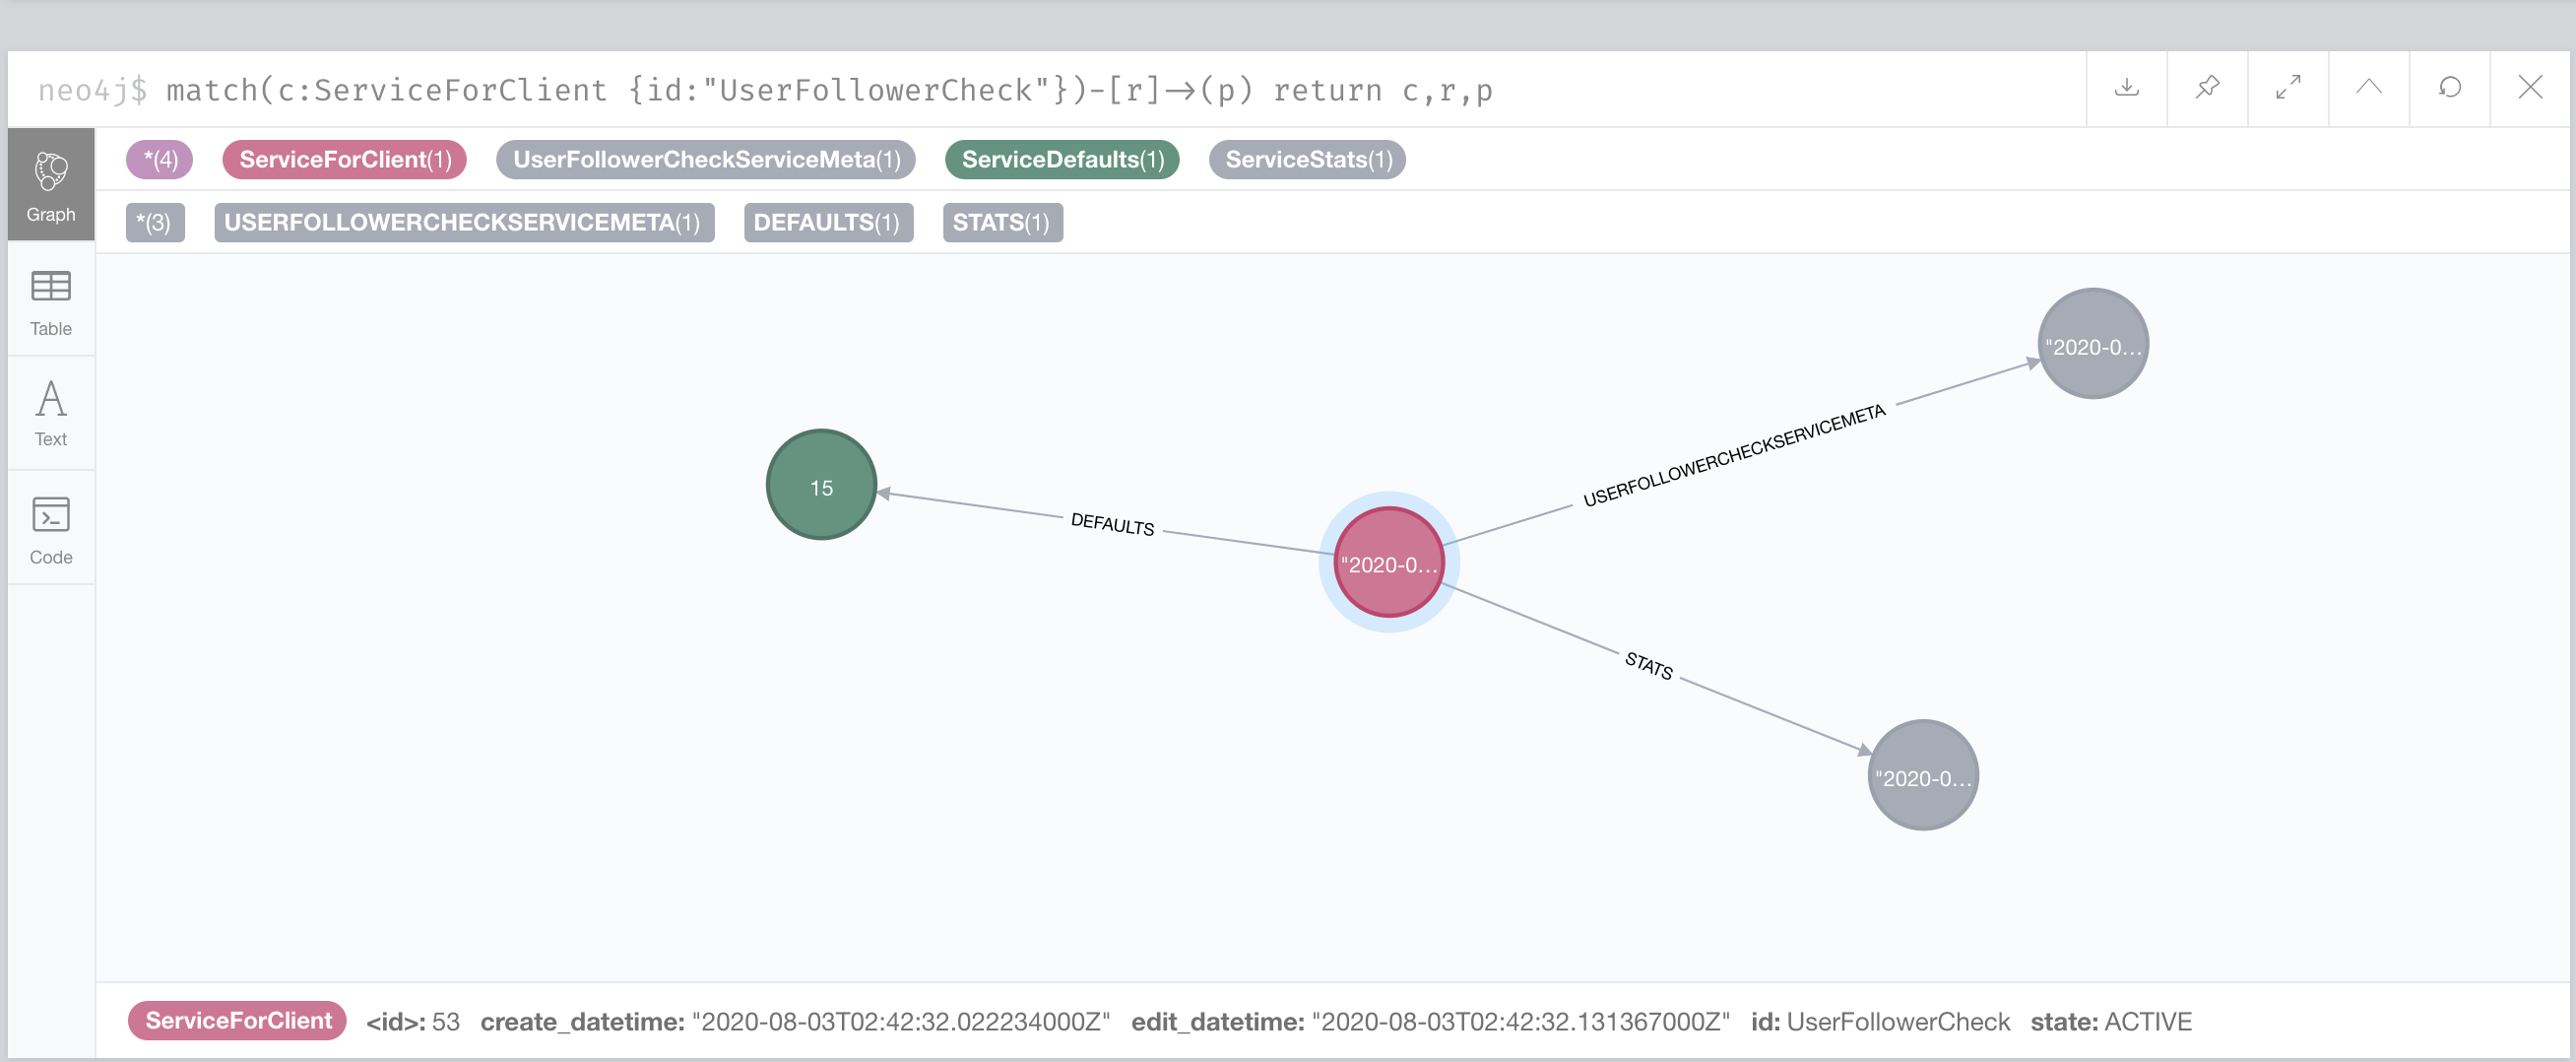 neo4j$ match(c:ServiceForClient {id:"UserFollowerCheck"})-[r]→(p) return c,r,p
*(4) ServiceForClient(1) UserFollowerCheckServiceMeta(1) ServiceDefaults(1) ServiceStats(1)
Graph
*(3) USERFOLLOWERCHECKSERVICEMETA(1) DEFAULTS(1) STATS(1)
Table
Text
Code
"2020-0...
USERFOLLOWERCHECKSERVICEMETA
15
DEFAULTS
"2020-0...
STATS
"2020-0...
ServiceForClient <id>: 53 create_datetime: "2020-08-03T02:42:32.022234000Z" edit_datetime: "2020-08-03T02:42:32.131367000Z" id: UserFollowerCheck state: ACTIVE